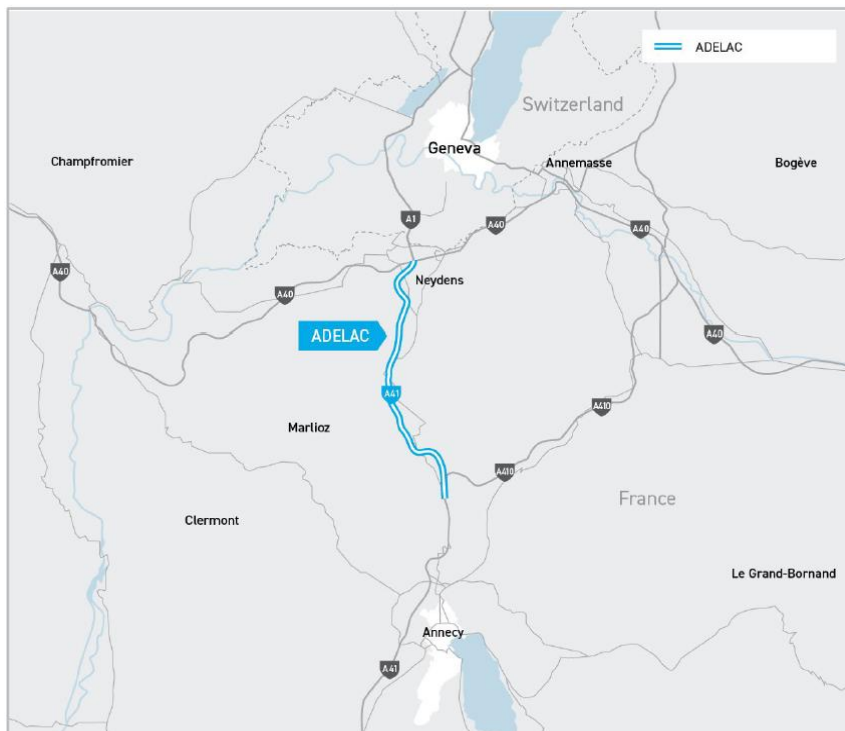 ADELAC
Switzerland
Geneva
Champfromier
Annemasse
Bogève
A1
A40
A40
A40
Neydens
A40
A40
ADELAC
A41
A410
Marlioz
A410
France
Clermont
Le Grand-Bornand
Annecy
A41